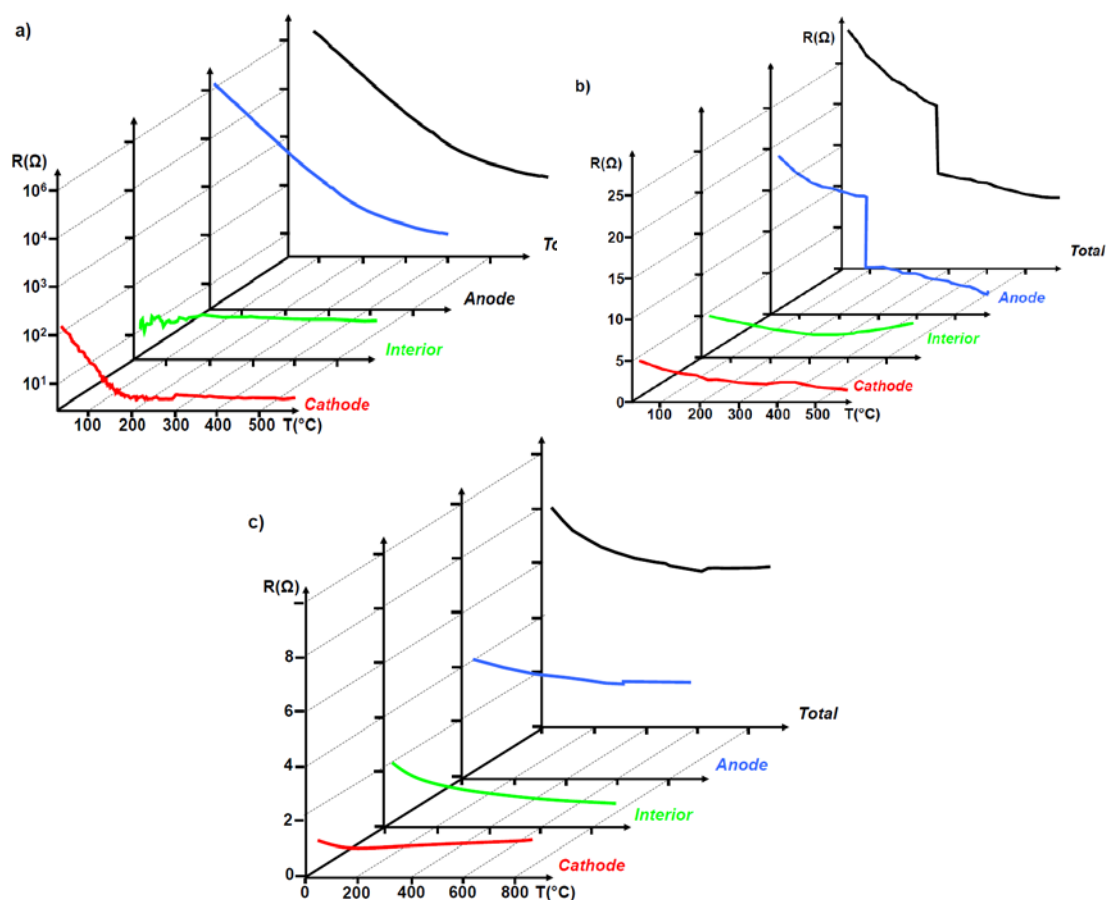 a)
R(Ω)
10⁶
10⁴
10³
10²
10¹
100 200 300 400 500 T(°C)
Cathode
Interior
Anode
To
b)
R(Ω)
R(Ω)
25
20
15
10
5
0
100 200 300 400 500 T(°C)
Cathode
Interior
Anode
Total
c)
R(Ω)
8
6
4
2
0
0 200 400 600 800 T(°C)
Cathode
Interior
Anode
Total